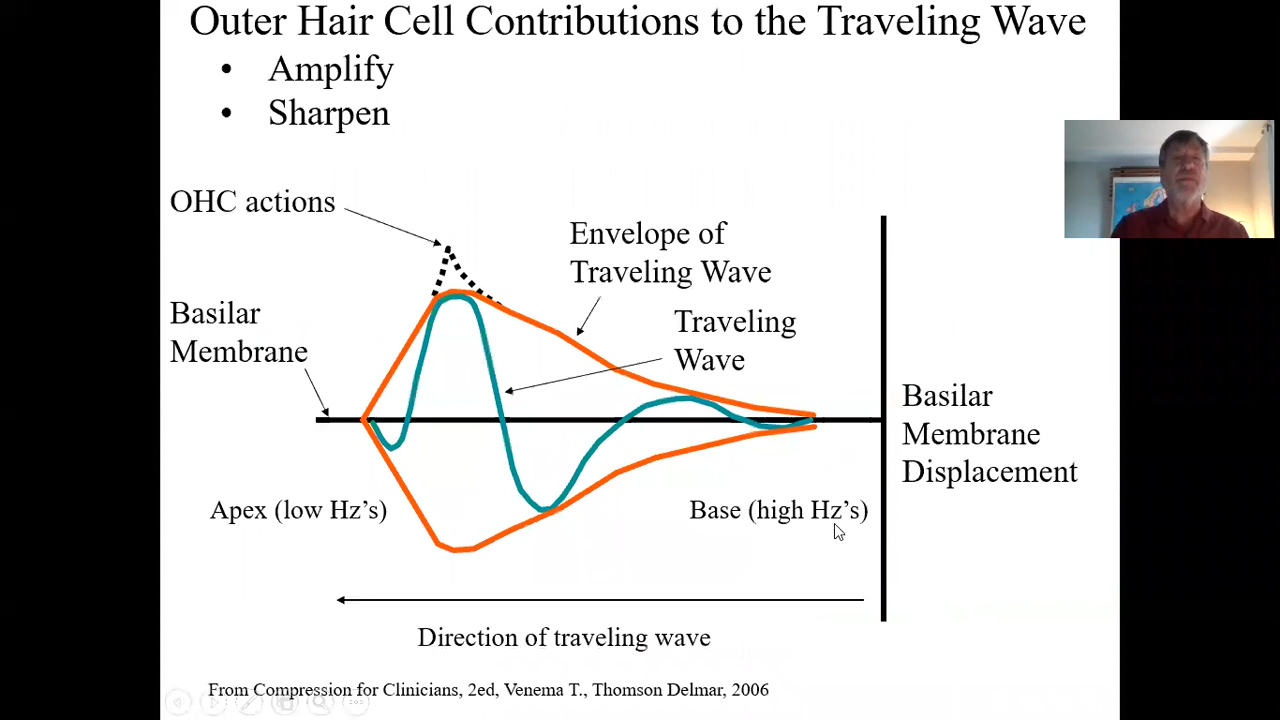 Outer Hair Cell Contributions to the Traveling Wave
• Amplify
• Sharpen
OHC actions
Envelope of
Traveling Wave
Basilar
Membrane
Traveling
Wave
Basilar
Membrane
Displacement
Apex (low Hz’s)
Base (high Hz’s)
Direction of traveling wave
From Compression for Clinicians, 2ed, Venema T., Thomson Delmar, 2006